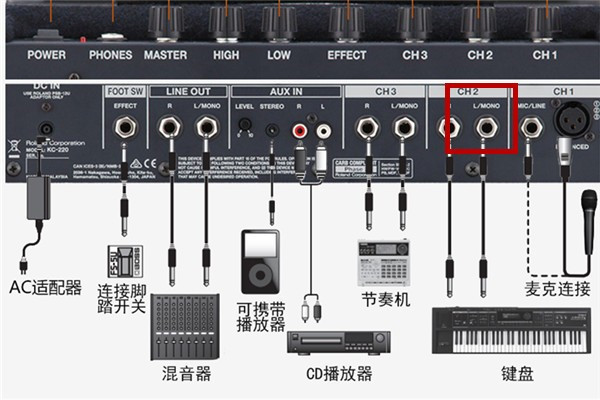 POWER PHONES MASTER HIGH LOW EFFECT CH 3 CH 2 CH 1
DC IN
FOOT SW
LINE OUT
AUX IN
CH 3
CH 2
CH 1
EFFECT
R
L/MONO
LEVEL
STEREO
R
L
R
L/MONO
L/MONO
MIC/LINE
Roland Corporation
KC-220
AC适配器
连接脚
踏开关
混音器
可携带
播放器
CD播放器
节奏机
键盘
麦克连接